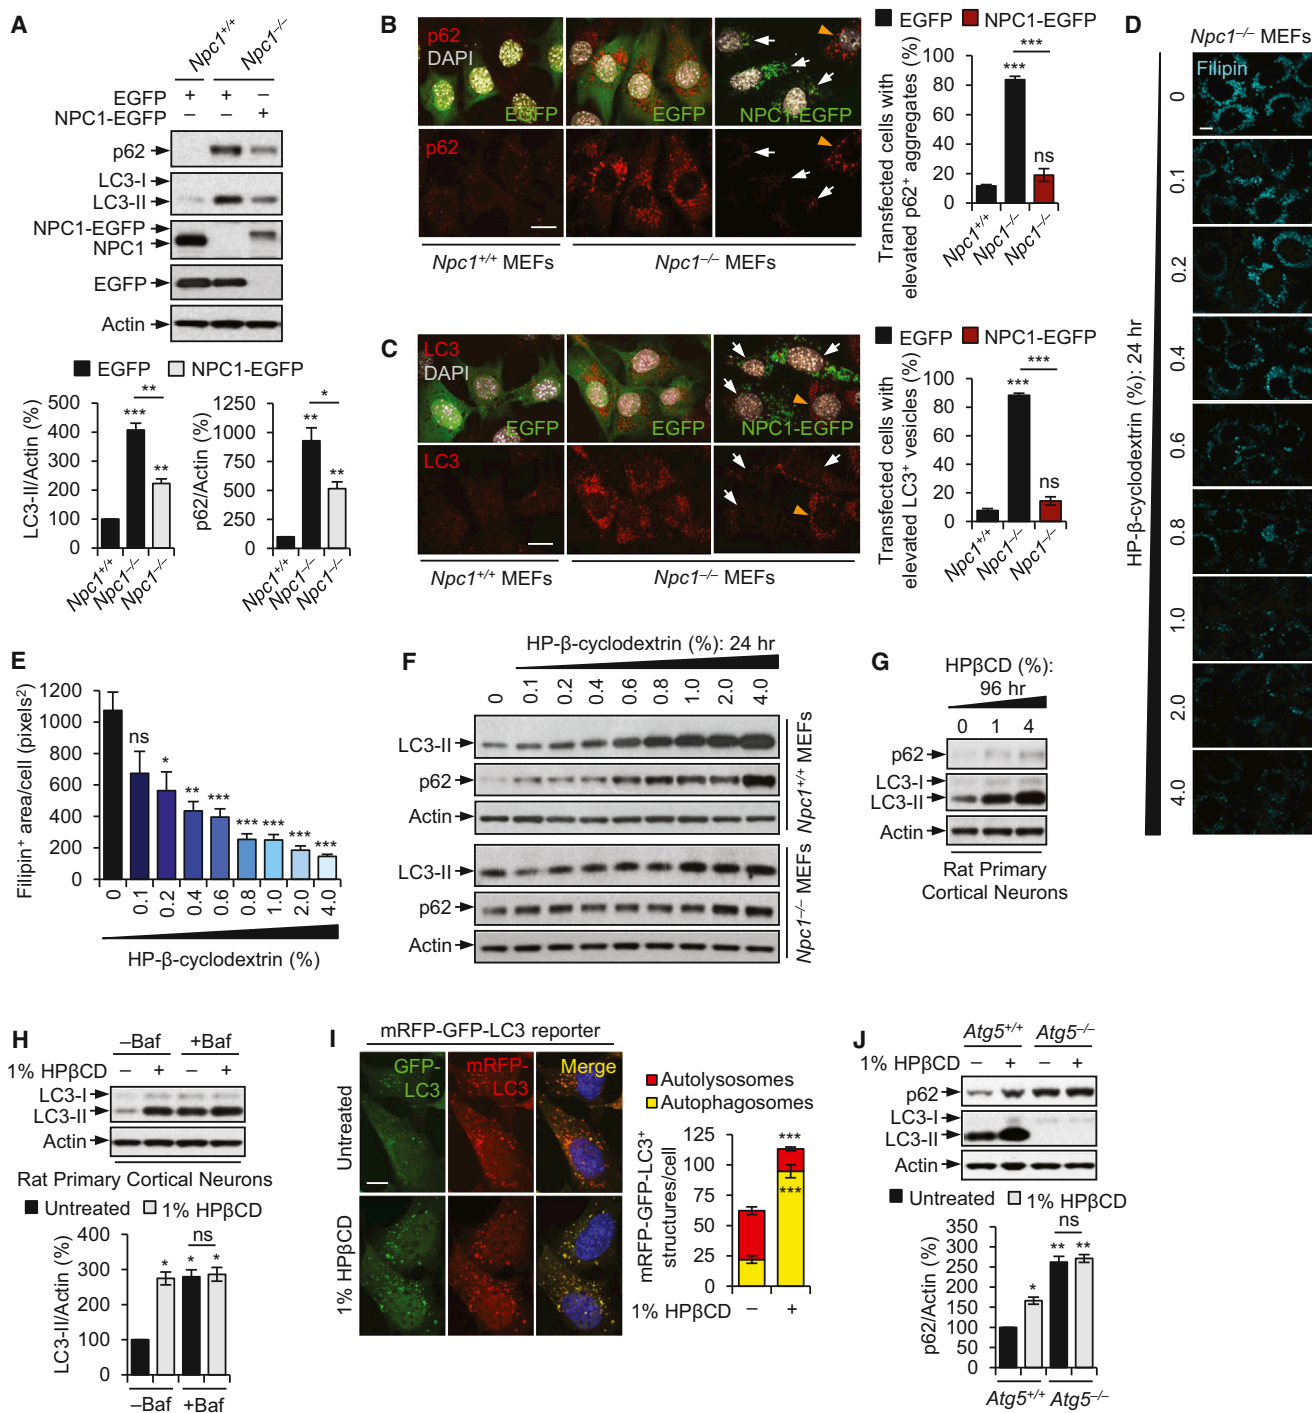 A
Npc1+/+
Npc1–/–
EGFP + + –
NPC1-EGFP – – +
p62
LC3-I
LC3-II
NPC1-EGFP
NPC1
EGFP
Actin
EGFP NPC1-EGFP
LC3-II/Actin (%)
500
400
300
200
100
0
***
**
**
Npc1+/+
Npc1–/–
Npc1–/–
p62/Actin (%)
1250
1000
750
500
250
0
**
*
**
Npc1+/+
Npc1–/–
Npc1–/–
B
p62
DAPI
EGFP
EGFP
NPC1-EGFP
p62
Npc1+/+ MEFs
Npc1–/– MEFs
EGFP NPC1-EGFP
Transfected cells with
elevated p62+ aggregates (%)
100
80
60
40
20
0
***
***
ns
Npc1+/+
Npc1–/–
Npc1–/–
C
LC3
DAPI
EGFP
EGFP
NPC1-EGFP
LC3
Npc1+/+ MEFs
Npc1–/– MEFs
EGFP NPC1-EGFP
Transfected cells with
elevated LC3+ vesicles (%)
100
80
60
40
20
0
***
***
ns
Npc1+/+
Npc1–/–
Npc1–/–
D
Npc1–/– MEFs
Filipin
HP-β-cyclodextrin (%): 24 hr
0
0.1
0.2
0.4
0.6
0.8
1.0
2.0
4.0
E
Filipin+ area/cell (pixels2)
1200
1000
800
600
400
200
0
ns
*
**
***
***
***
***
***
0 0.1 0.2 0.4 0.6 0.8 1.0 2.0 4.0
HP-β-cyclodextrin (%)
F
HP-β-cyclodextrin (%): 24 hr
0 0.1 0.2 0.4 0.6 0.8 1.0 2.0 4.0
LC3-II
p62
Actin
Npc1+/+ MEFs
LC3-II
p62
Actin
Npc1–/– MEFs
G
HPβCD (%):
96 hr
0 1 4
p62
LC3-I
LC3-II
Actin
Rat Primary
Cortical Neurons
H
–Baf +Baf
1% HPβCD – + – +
LC3-I
LC3-II
Actin
Rat Primary Cortical Neurons
Untreated 1% HPβCD
LC3-II/Actin (%)
400
300
200
100
0
*
*
ns
*
–Baf +Baf
I
mRFP-GFP-LC3 reporter
GFP-
LC3
mRFP-
LC3
Merge
Untreated
1% HPβCD
Autolysosomes
Autophagosomes
mRFP-GFP-LC3+
structures/cell
125
100
75
50
25
0
***
***
1% HPβCD – +
J
Atg5+/+ Atg5–/–
1% HPβCD – + – +
p62
LC3-I
LC3-II
Actin
Untreated 1% HPβCD
p62/Actin (%)
350
300
250
200
150
100
50
0
*
**
ns
**
Atg5+/+ Atg5–/–